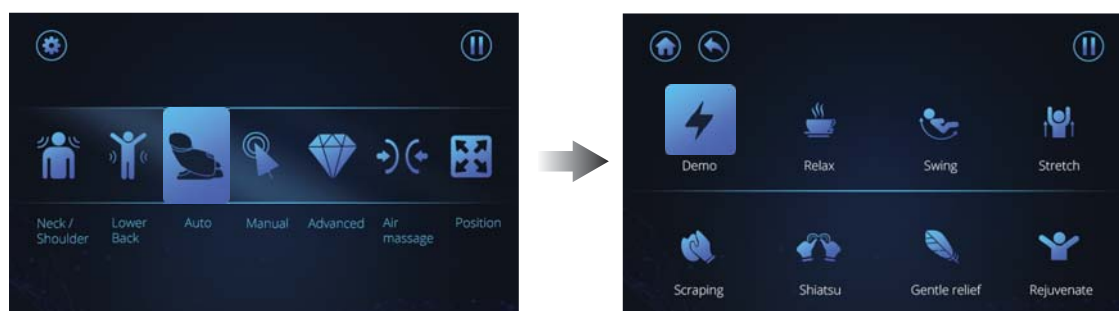 Neck /
Shoulder
Lower
Back
Auto
Manual
Advanced
Air
massage
Position
Demo
Relax
Swing
Stretch
Scraping
Shiatsu
Gentle relief
Rejuvenate